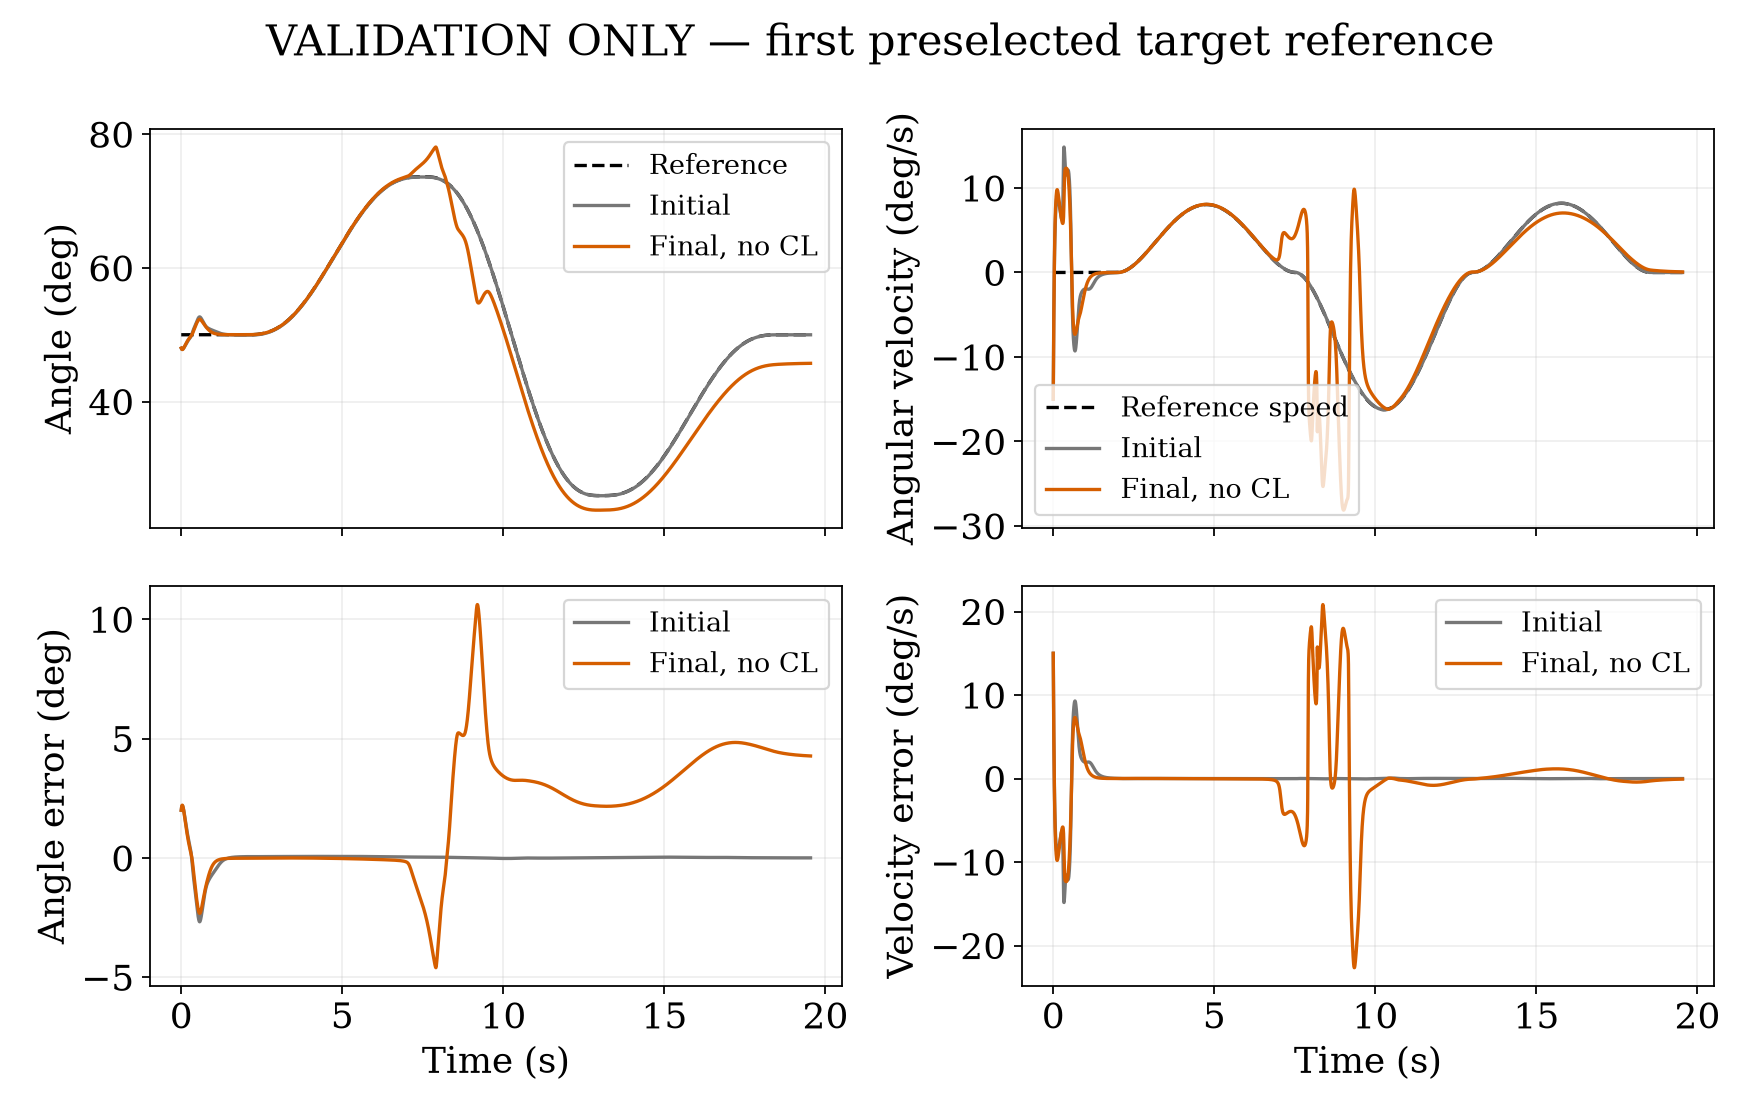 VALIDATION ONLY — first preselected target reference
Angle (deg)
80
60
40
Reference
Initial
Final, no CL
Angular velocity (deg/s)
10
0
−10
−20
−30
Reference speed
Initial
Final, no CL
Angle error (deg)
10
5
0
−5
Initial
Final, no CL
0
5
10
15
20
Time (s)
Velocity error (deg/s)
20
10
0
−10
−20
Initial
Final, no CL
0
5
10
15
20
Time (s)